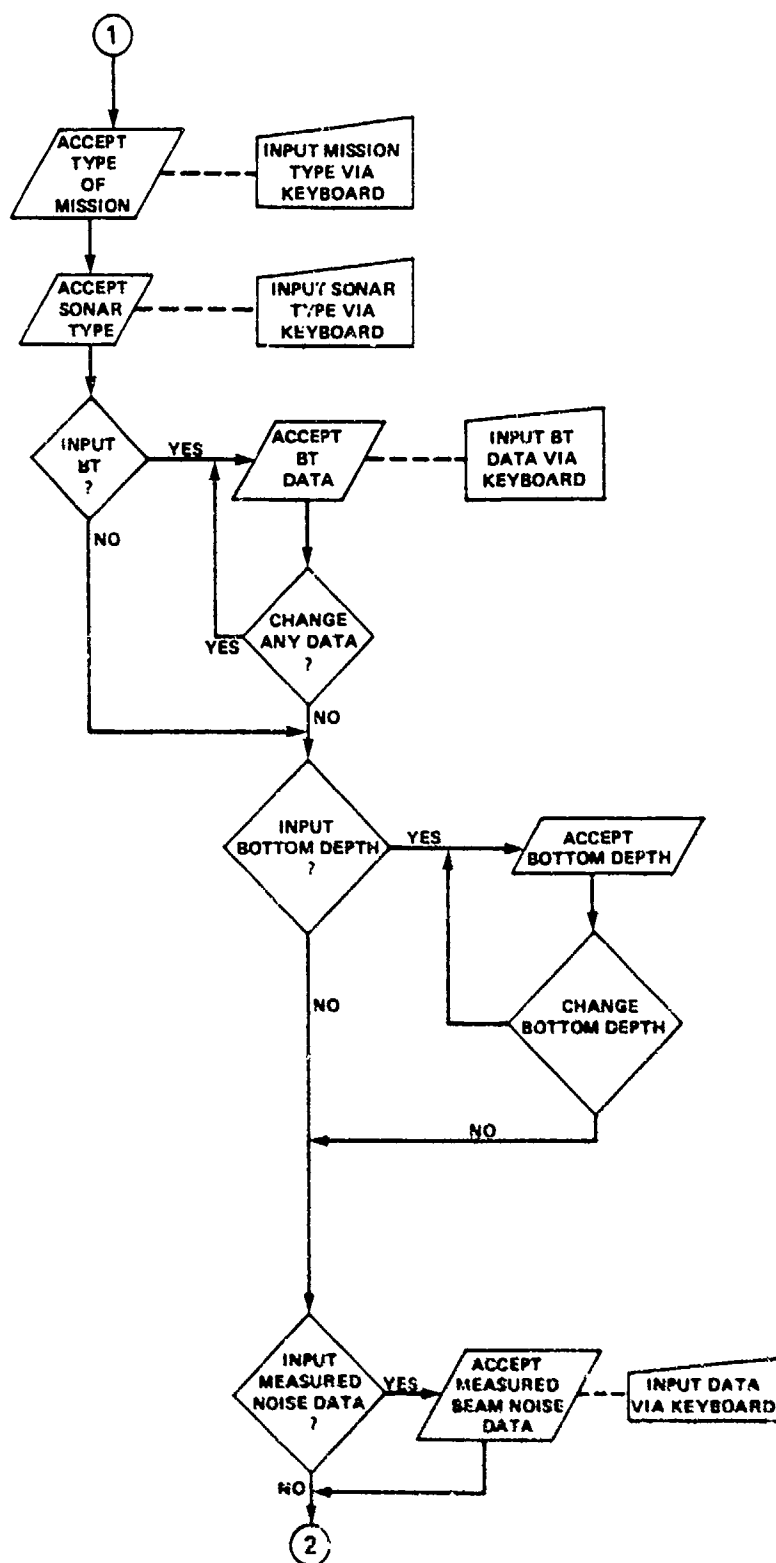 1
ACCEPT
TYPE
OF
MISSION
INPUT MISSION
TYPE VIA
KEYBOARD
ACCEPT
SONAR
TYPE
INPUT SONAR
TYPE VIA
KEYBOARD
INPUT
BT
?
YES
NO
ACCEPT
BT
DATA
INPUT BT
DATA VIA
KEYBOARD
CHANGE
ANY DATA
?
YES
NO
INPUT
BOTTOM DEPTH
?
YES
NO
ACCEPT
BOTTOM DEPTH
CHANGE
BOTTOM DEPTH
NO
INPUT
MEASURED
NOISE DATA
?
YES
NO
ACCEPT
MEASURED
BEAM NOISE
DATA
INPUT DATA
VIA KEYBOARD
2